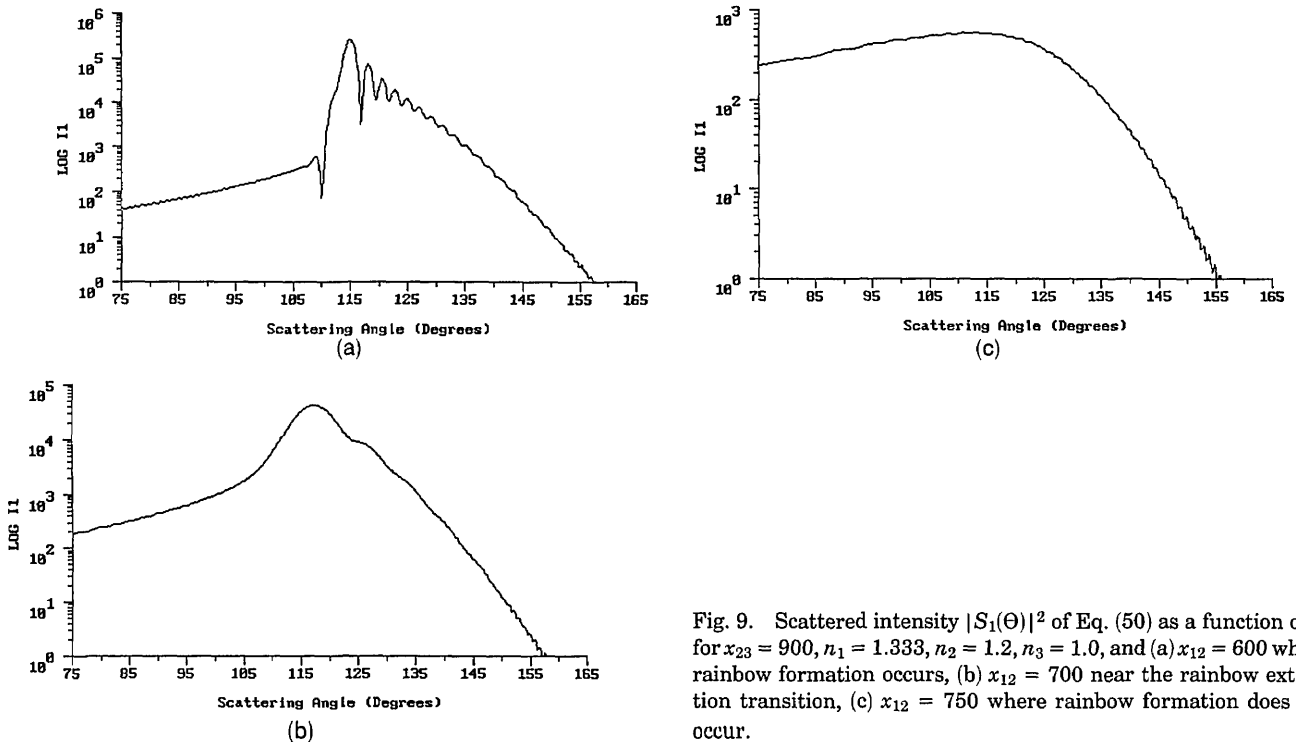 10^6
10^5
10^4
10^3
10^2
10^1
10^0
LOG I1
75 85 95 105 115 125 135 145 155 165
Scattering Angle (Degrees)
(a)
10^3
10^2
10^1
10^0
LOG I1
75 85 95 105 115 125 135 145 155 165
Scattering Angle (Degrees)
(c)
10^5
10^4
10^3
10^2
10^1
10^0
LOG I1
75 85 95 105 115 125 135 145 155 165
Scattering Angle (Degrees)
(b)
Fig. 9. Scattered intensity |S₁(Θ)|² of Eq. (50) as a function o
for x₂₃ = 900, n₁ = 1.333, n₂ = 1.2, n₃ = 1.0, and (a) x₁₂ = 600 wh
rainbow formation occurs, (b) x₁₂ = 700 near the rainbow ext
tion transition, (c) x₁₂ = 750 where rainbow formation does
occur.